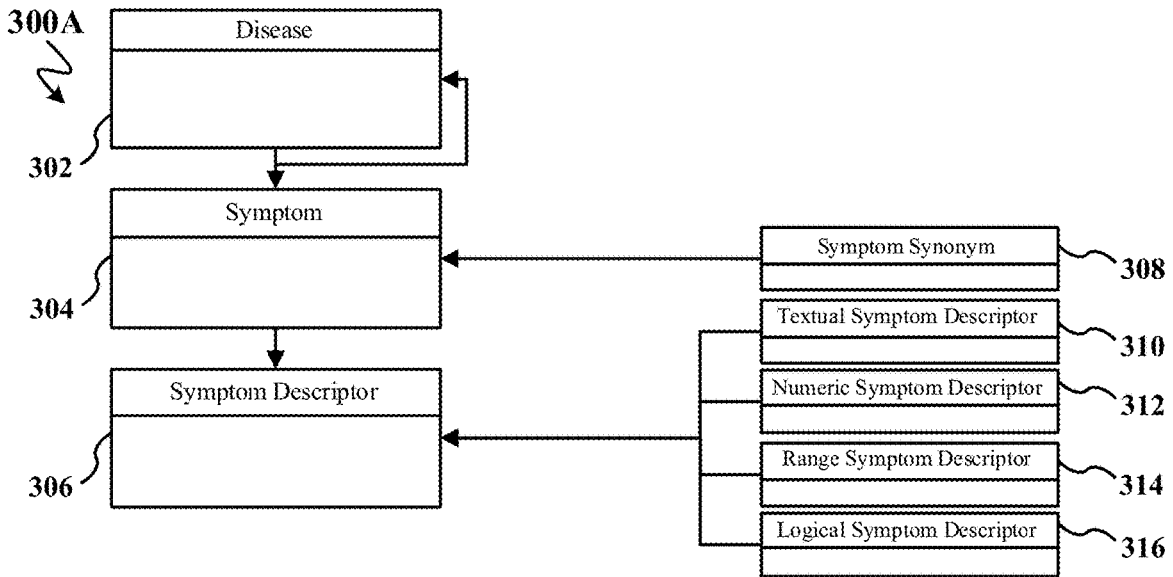 300A
Disease
302
Symptom
304
Symptom Synonym
308
Textual Symptom Descriptor
310
Symptom Descriptor
Numeric Symptom Descriptor
312
306
Range Symptom Descriptor
314
Logical Symptom Descriptor
316